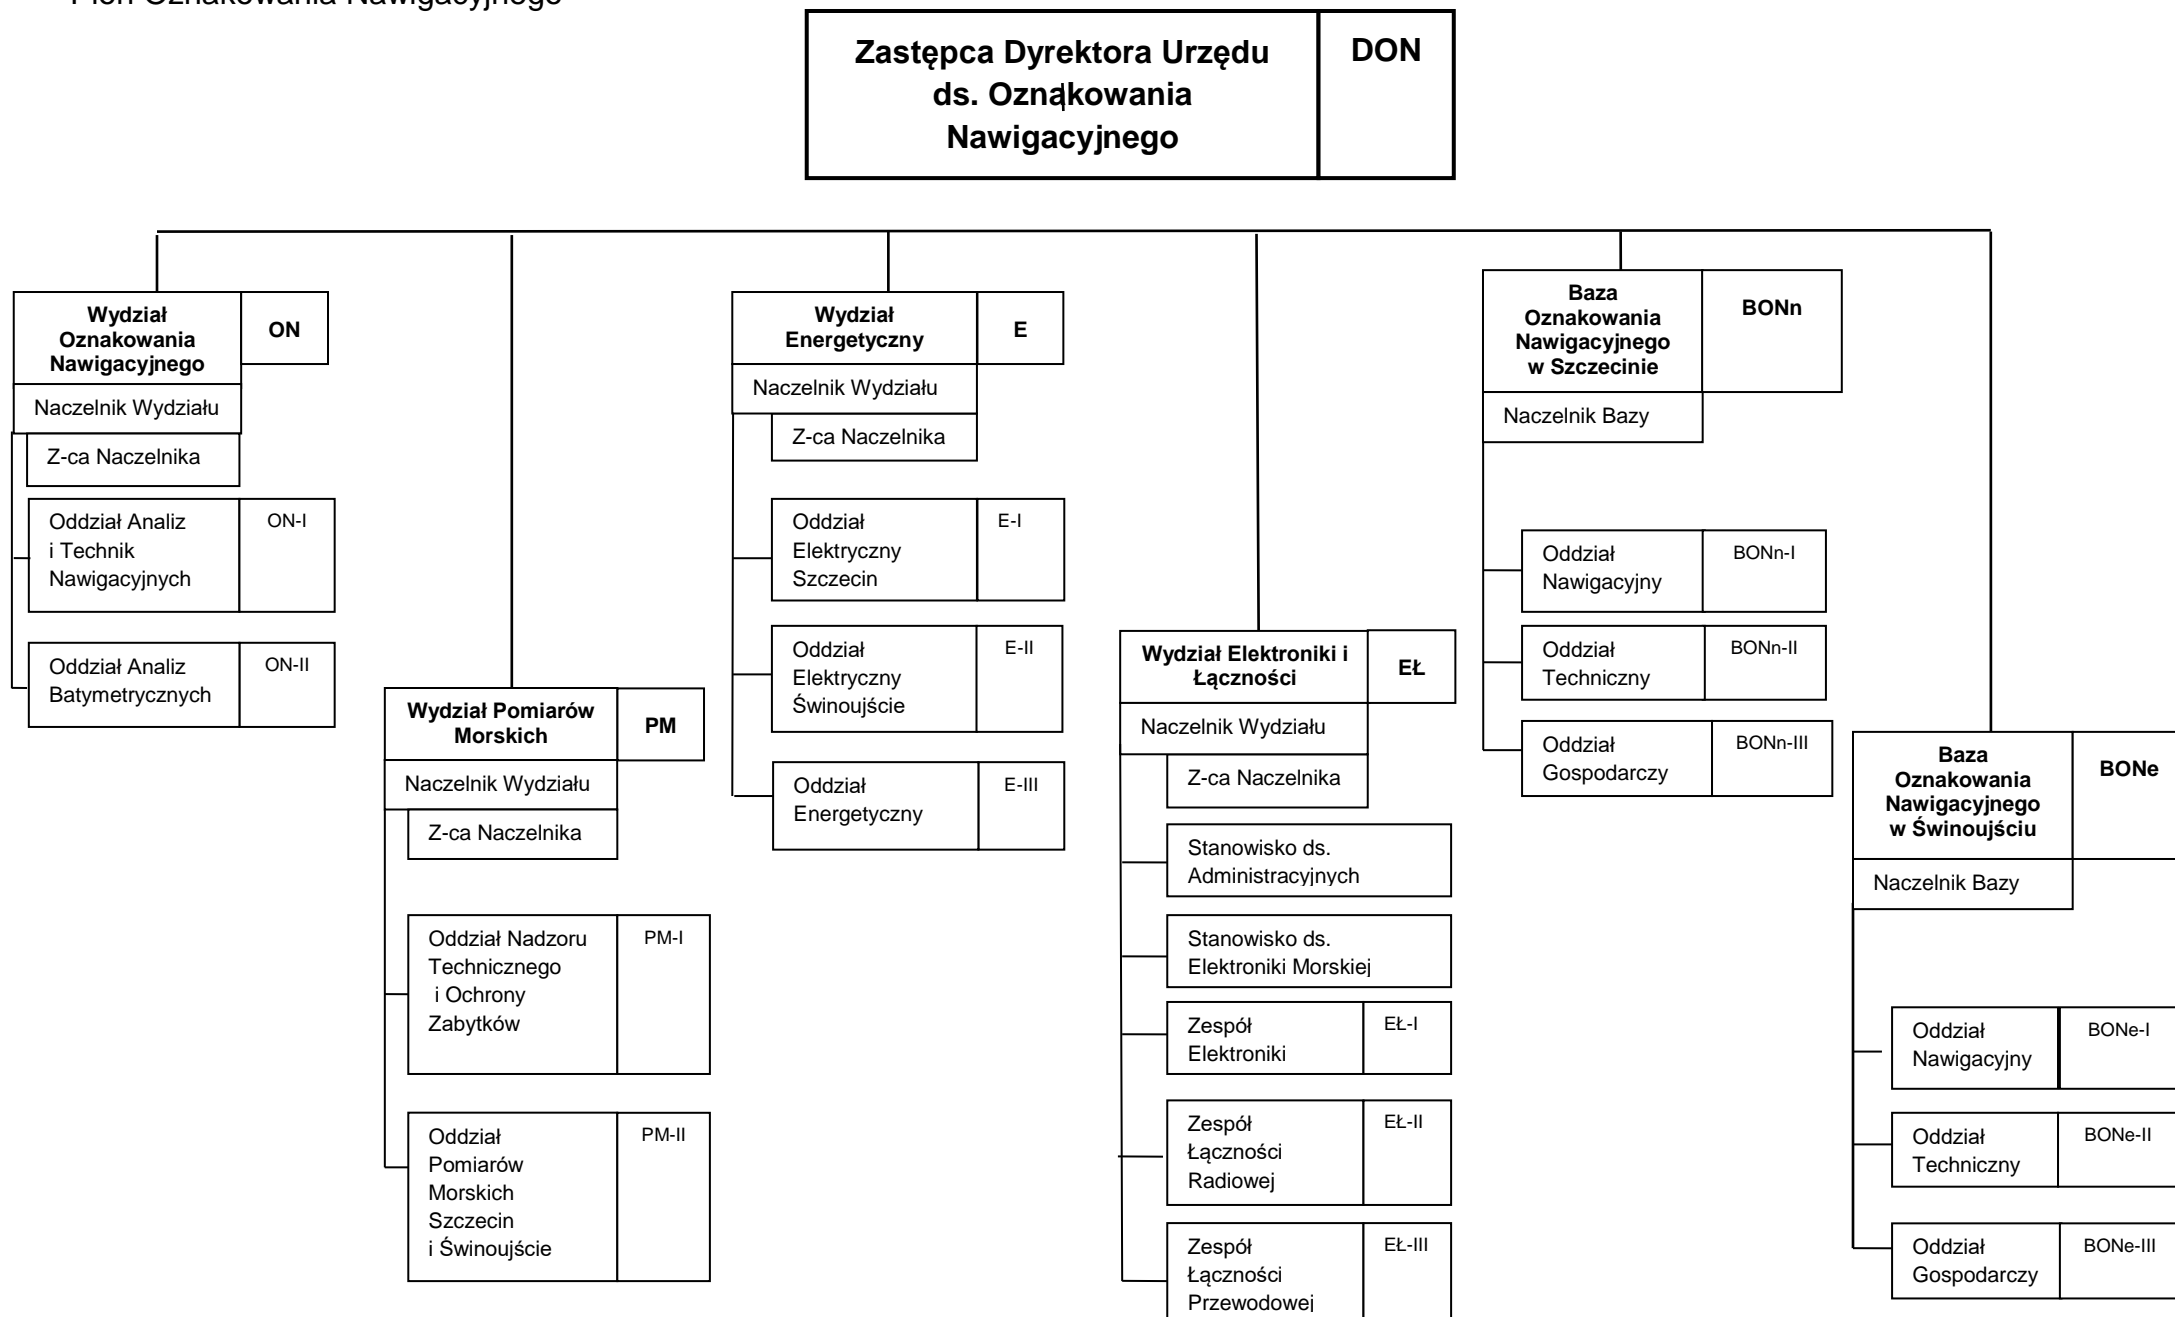 Pion Oznakowania Nawigacyjnego
Zastępca Dyrektora Urzędu
ds. Oznakowania
Nawigacyjnego
DON
Wydział
Oznakowania
Nawigacyjnego
ON
Naczelnik Wydziału
Z-ca Naczelnika
Oddział Analiz
i Technik
Nawigacyjnych
ON-I
Oddział Analiz
Batymetrycznych
ON-II
Wydział Pomiarów
Morskich
PM
Naczelnik Wydziału
Z-ca Naczelnika
Oddział Nadzoru
Technicznego
i Ochrony
Zabytków
PM-I
Oddział
Pomiarów
Morskich
Szczecin
i Świnoujście
PM-II
Wydział
Energetyczny
E
Naczelnik Wydziału
Z-ca Naczelnika
Oddział
Elektryczny
Szczecin
E-I
Oddział
Elektryczny
Świnoujście
E-II
Oddział
Energetyczny
E-III
Wydział Elektroniki i
Łączności
EŁ
Naczelnik Wydziału
Z-ca Naczelnika
Stanowisko ds.
Administracyjnych
Stanowisko ds.
Elektroniki Morskiej
Zespół
Elektroniki
EŁ-I
Zespół
Łączności
Radiowej
EŁ-II
Zespół
Łączności
Przewodowej
EŁ-III
Baza
Oznakowania
Nawigacyjnego
w Szczecinie
BONn
Naczelnik Bazy
Oddział
Nawigacyjny
BONn-I
Oddział
Techniczny
BONn-II
Oddział
Gospodarczy
BONn-III
Baza
Oznakowania
Nawigacyjnego
w Świnoujściu
BONe
Naczelnik Bazy
Oddział
Nawigacyjny
BONe-I
Oddział
Techniczny
BONe-II
Oddział
Gospodarczy
BONe-III